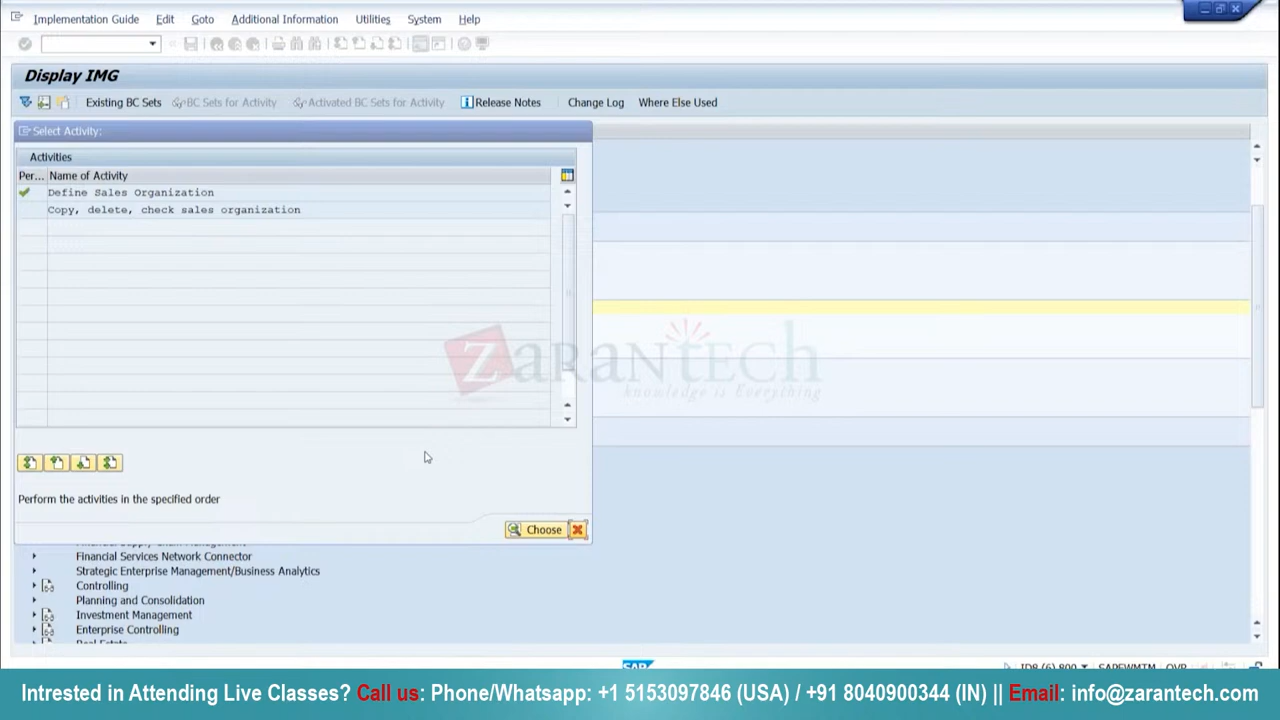 Implementation Guide Edit Goto Additional Information Utilities System Help
Display IMG
Existing BC Sets BC Sets for Activity Activated BC Sets for Activity Release Notes Change Log Where Else Used
Select Activity:
Activities
Per... Name of Activity
Define Sales Organization
Copy, delete, check sales organization
ZaranTech
knowledge is Everything
Perform the activities in the specified order
Choose
Financial Services Network Connector
Strategic Enterprise Management/Business Analytics
Controlling
Planning and Consolidation
Investment Management
Enterprise Controlling
Real Estate
SAP
Intrested in Attending Live Classes? Call us: Phone/Whatsapp: +1 5153097846 (USA) / +91 8040900344 (IN) || Email: info@zarantech.com